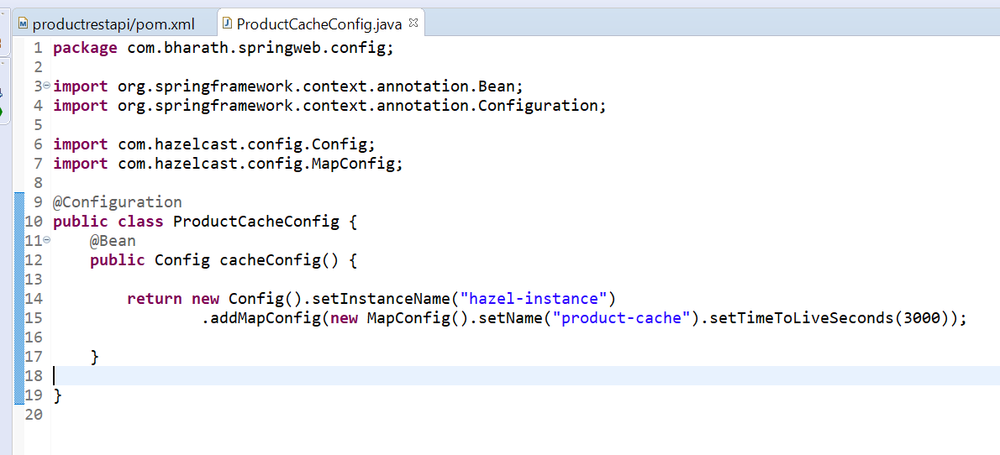 productrestapi/pom.xml ProductCacheConfig.java
1 package com.bharath.springweb.config;
2
3 import org.springframework.context.annotation.Bean;
4 import org.springframework.context.annotation.Configuration;
5
6 import com.hazelcast.config.Config;
7 import com.hazelcast.config.MapConfig;
8
9 @Configuration
10 public class ProductCacheConfig {
11 @Bean
12 public Config cacheConfig() {
13
14 return new Config().setInstanceName("hazel-instance")
15 .addMapConfig(new MapConfig().setName("product-cache").setTimeToLiveSeconds(3000));
16
17 }
18
19 }
20